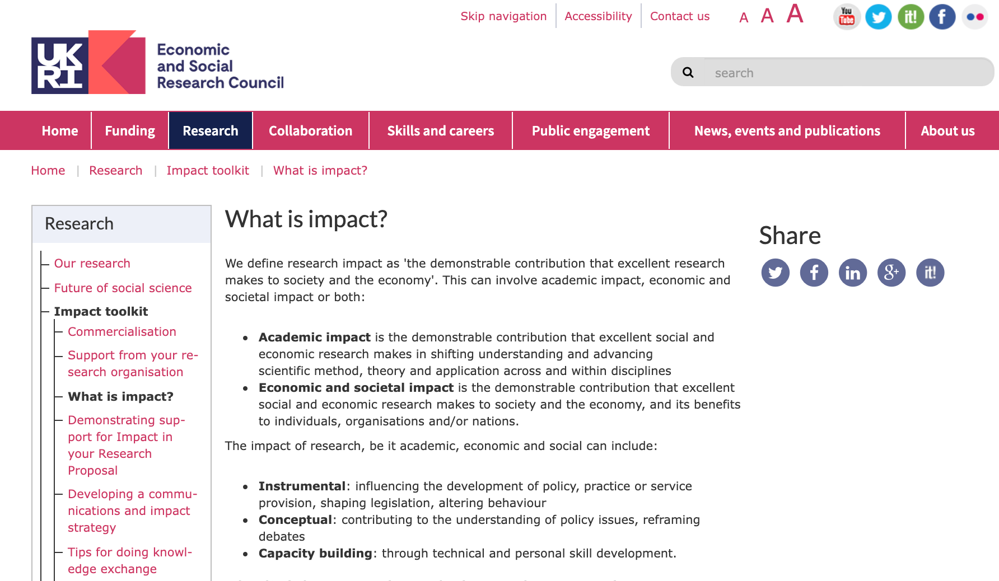 Skip navigation
Accessibility
Contact us
A A A
You Tube
it!
f
UK
RI
Economic
and Social
Research Council
search
Home
Funding
Research
Collaboration
Skills and careers
Public engagement
News, events and publications
About us
Home | Research | Impact toolkit | What is impact?
Research
Our research
Future of social science
Impact toolkit
Commercialisation
Support from your re-
search organisation
What is impact?
Demonstrating sup-
port for Impact in
your Research
Proposal
Developing a commu-
nications and impact
strategy
Tips for doing knowl-
edge exchange
What is impact?
We define research impact as 'the demonstrable contribution that excellent research
makes to society and the economy'. This can involve academic impact, economic and
societal impact or both:
• Academic impact is the demonstrable contribution that excellent social and
economic research makes in shifting understanding and advancing
scientific method, theory and application across and within disciplines
• Economic and societal impact is the demonstrable contribution that excellent
social and economic research makes to society and the economy, and its benefits
to individuals, organisations and/or nations.
The impact of research, be it academic, economic and social can include:
• Instrumental: influencing the development of policy, practice or service
provision, shaping legislation, altering behaviour
• Conceptual: contributing to the understanding of policy issues, reframing
debates
• Capacity building: through technical and personal skill development.
Share
f
in
g+
it!